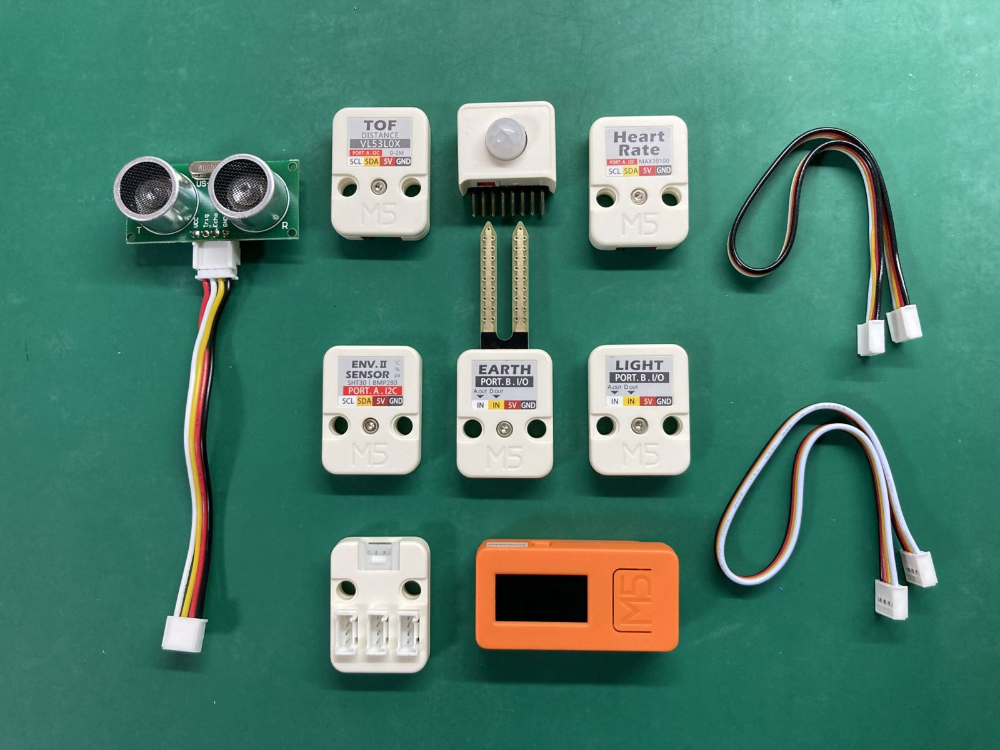 TOF
DISTANCE
VL53L0X
PORT. A . I2C 0-2M
SCL SDA 5V GND
M5
Heart
Rate
PORT. A . I2C MAX30100
SCL SDA 5V GND
M5
US-
T
VCC
Trig
Echo
GND
R
ENV. II
SENSOR
°C
%
pa
SHT30 | BMP280
PORT. A . I2C
SCL SDA 5V GND
M5
EARTH
PORT. B . I/O
A.OUT D.OUT
IN IN 5V GND
M5
LIGHT
PORT. B . I/O
A.OUT D.OUT
IN IN 5V GND
M5
M5